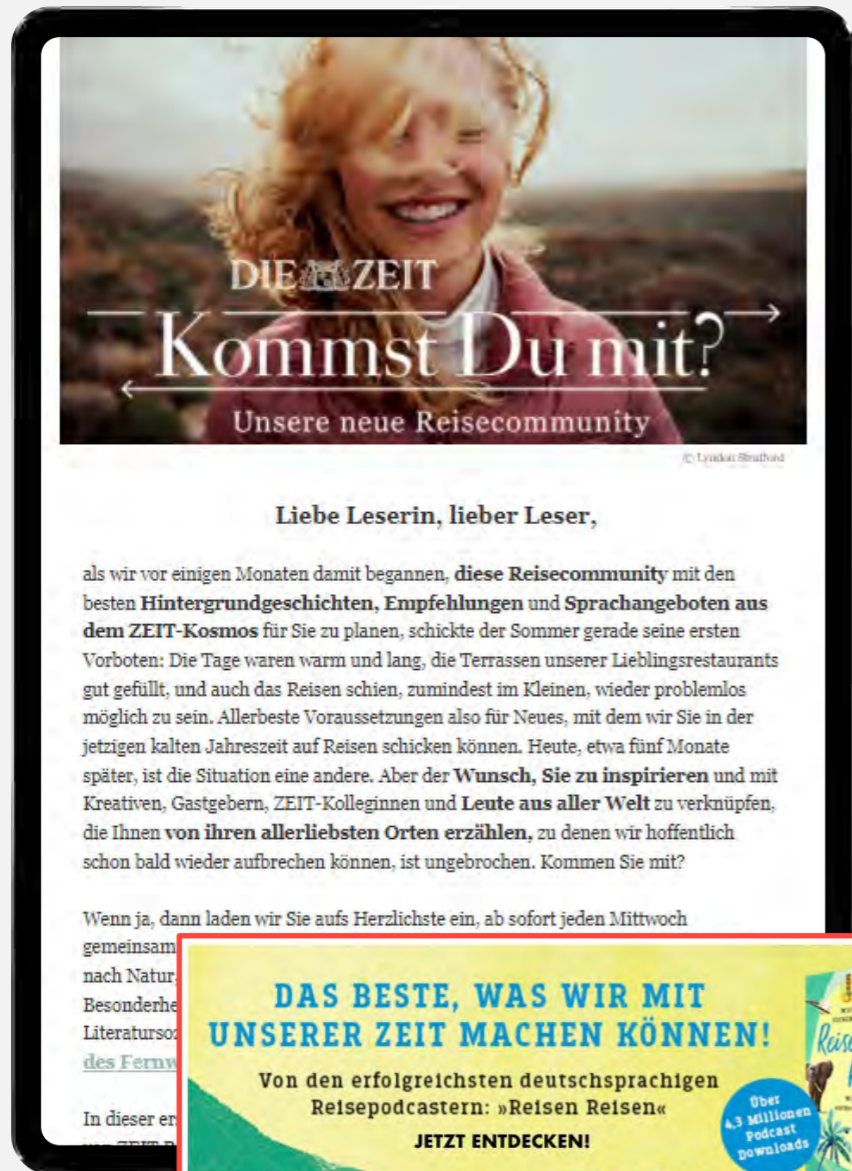 DIE ZEIT
Kommst Du mit?
Unsere neue Reisecommunity
Liebe Leserin, lieber Leser,
als wir vor einigen Monaten damit begannen, diese Reisecommunity mit den
besten Hintergrundgeschichten, Empfehlungen und Sprachangeboten aus
dem ZEIT-Kosmos für Sie zu planen, schickte der Sommer gerade seine ersten
Vorboten: Die Tage waren warm und lang, die Terrassen unserer Lieblingsrestaurants
gut gefüllt, und auch das Reisen schien, zumindest im Kleinen, wieder problemlos
möglich zu sein. Allerbeste Voraussetzungen also für Neues, mit dem wir Sie in der
jetzigen kalten Jahreszeit auf Reisen schicken können. Heute, etwa fünf Monate
später, ist die Situation eine andere. Aber der Wunsch, Sie zu inspirieren und mit
Kreativen, Gastgebern, ZEIT-Kolleginnen und Leute aus aller Welt zu verknüpfen,
die Ihnen von ihren allerliebsten Orten erzählen, zu denen wir hoffentlich
schon bald wieder aufbrechen können, ist ungebrochen. Kommen Sie mit?
Wenn ja, dann laden wir Sie aufs Herzlichste ein, ab sofort jeden Mittwoch
gemeinsam
nach Natur,
Besonderhe
Literatursoz
des Fernw
In dieser er
DAS BESTE, WAS WIR MIT
UNSERER ZEIT MACHEN KÖNNEN!
Von den erfolgreichsten deutschsprachigen
Reisepodcastern: »Reisen Reisen«
JETZT ENTDECKEN!
Über
4,3 Millionen
Podcast
Downloads